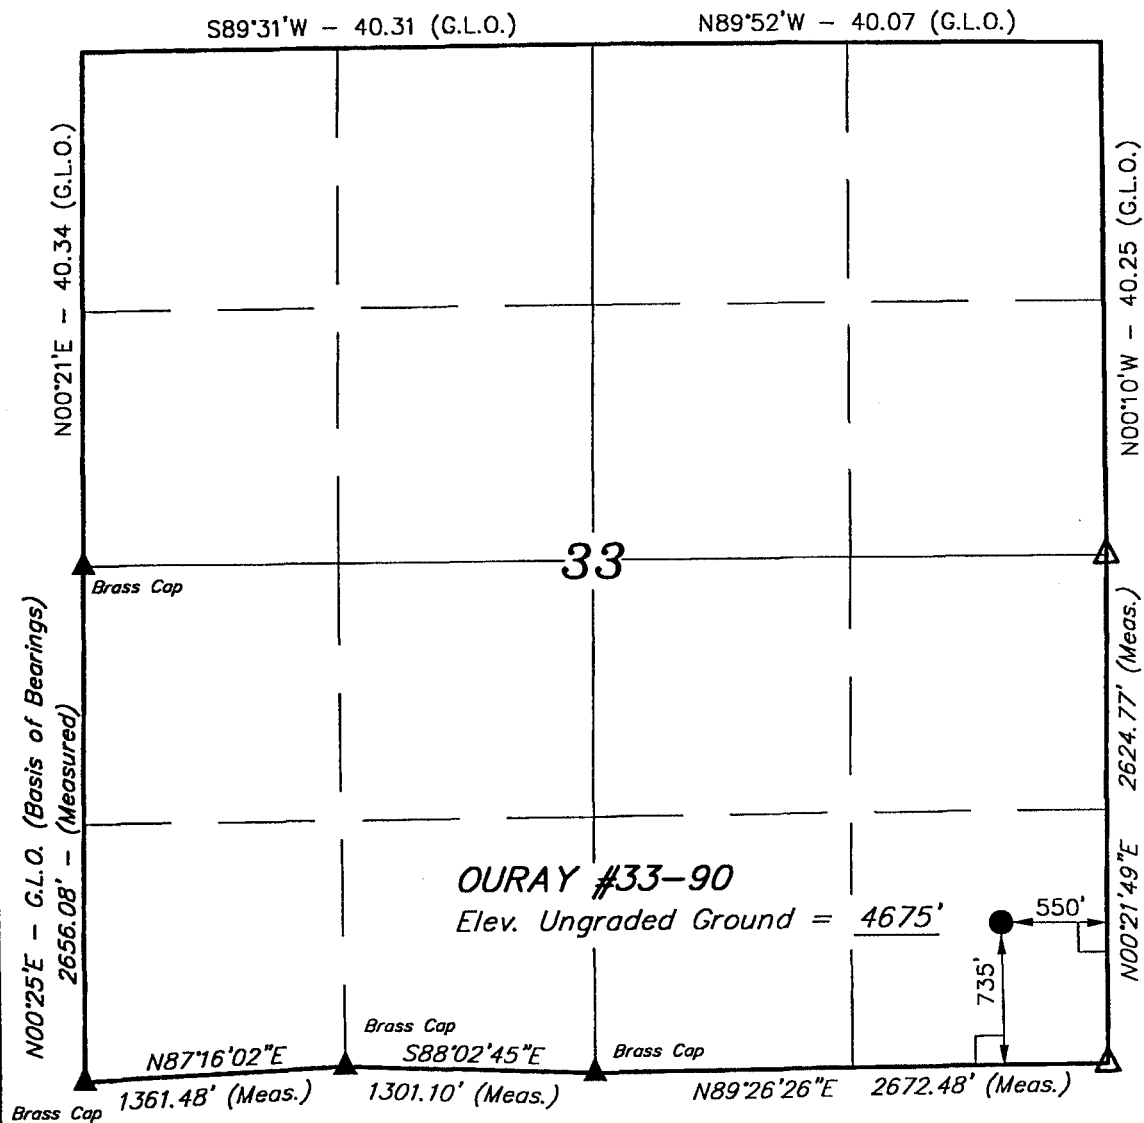 S89°31'W – 40.31 (G.L.O.)
N89°52'W – 40.07 (G.L.O.)
N00°21'E – 40.34 (G.L.O.)
N00°10'W – 40.25 (G.L.O.)
33
Brass Cap
N00°25'E – G.L.O. (Basis of Bearings)
2656.08' – (Measured)
N00°21'49"E 2624.77' (Meas.)
OURAY #33–90
Elev. Ungraded Ground = 4675'
550'
735'
Brass Cap
N87°16'02"E
S88°02'45"E
Brass Cap
1361.48' (Meas.)
1301.10' (Meas.)
N89°26'26"E 2672.48' (Meas.)
Brass Cap